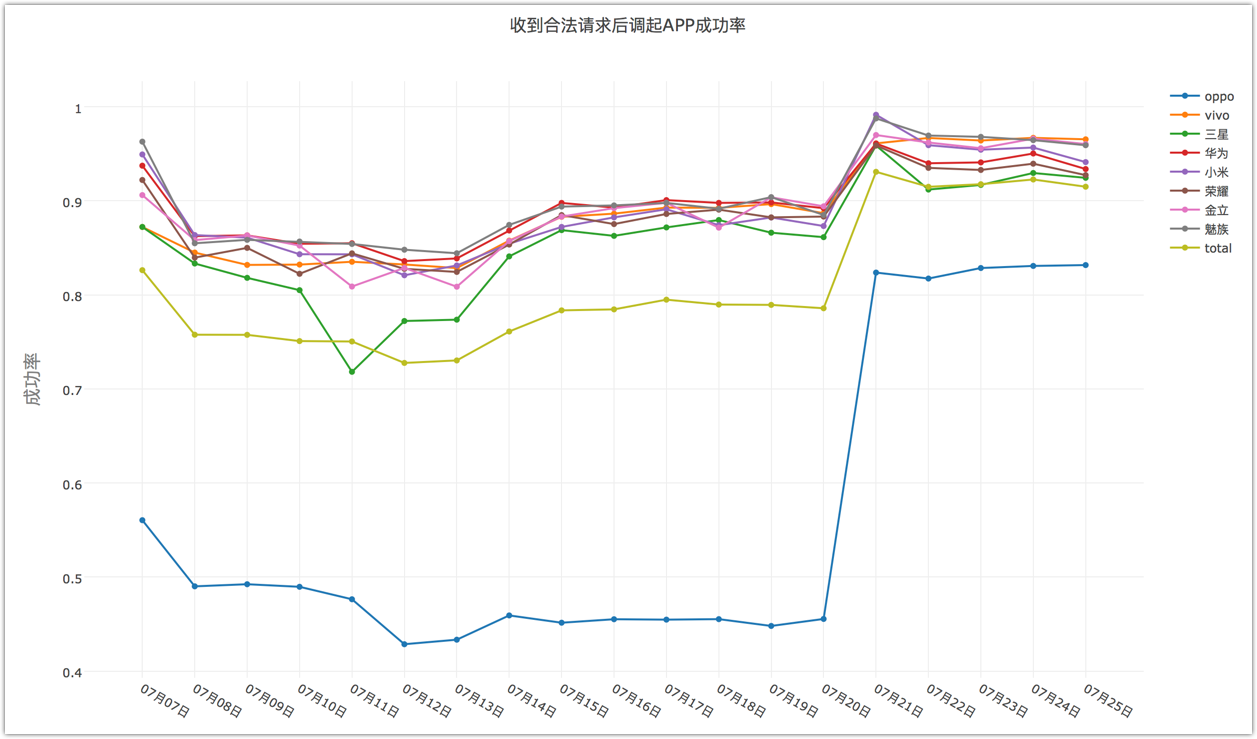 收到合法请求后调起APP成功率
1
0.9
0.8
0.7
0.6
0.5
0.4
成功率
07月07日
07月08日
07月09日
07月10日
07月11日
07月12日
07月13日
07月14日
07月15日
07月16日
07月17日
07月18日
07月19日
07月20日
07月21日
07月22日
07月23日
07月24日
07月25日
oppo
vivo
三星
华为
小米
荣耀
金立
魅族
total